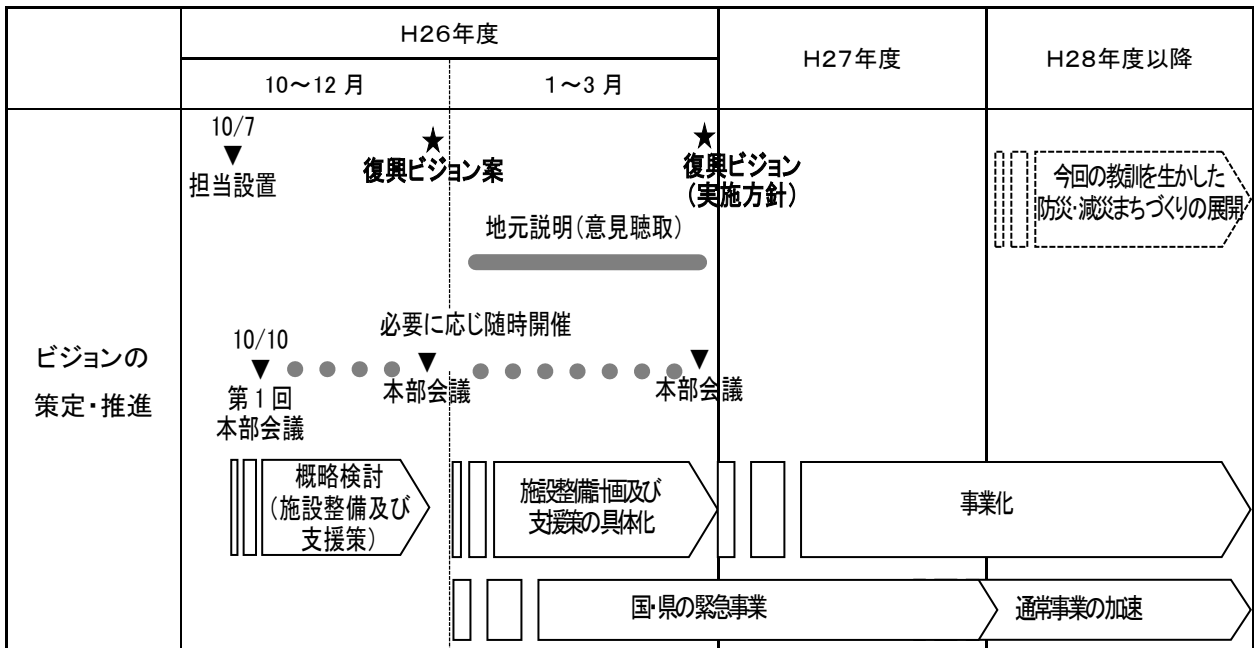 H26年度
H27年度
H28年度以降
10～12月
1～3月
ビジョンの
策定・推進
10/7
▼
担当設置
★
復興ビジョン案
★
復興ビジョン
（実施方針）
地元説明（意見聴取）
今回の教訓を生かした
防災・減災まちづくりの展開
必要に応じ随時開催
10/10
▼
第1回
本部会議
▼
本部会議
▼
本部会議
概略検討
（施設整備及び
支援策）
施設整備計画及び
支援策の具体化
事業化
国・県の緊急事業
通常事業の加速